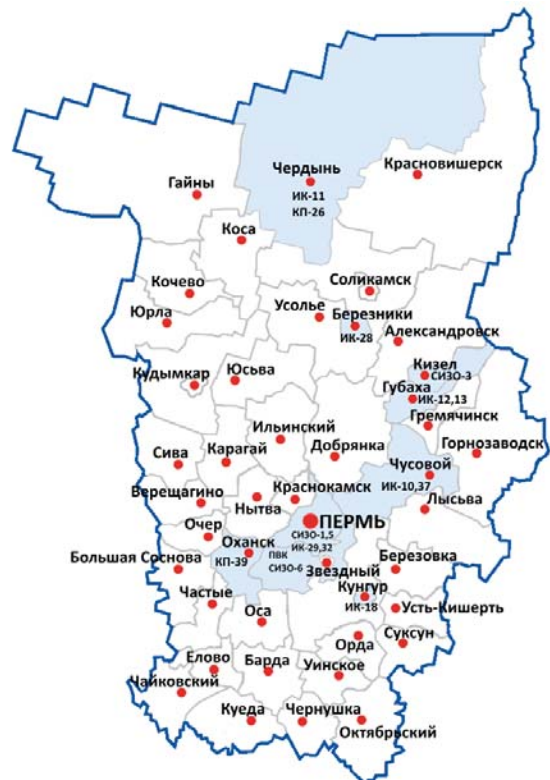 Чердынь
ИК-11
КП-26
Красновишерск
Гайны
Коса
Соликамск
Кочево
Усолье
Березники
ИК-28
Юрла
Александровск
Кизел
СИЗО-3
Кудымкар
Юсьва
Губаха
ИК-12,13
Гремячинск
Ильинский
Добрянка
Горнозаводск
Сива
Карагай
Чусовой
ИК-10,37
Верещагино
Нытва
Краснокамск
Лысьва
ПЕРМЬ
СИЗО-1,5
ИК-29,32
Очер
Оханск
КП-39
ПВК
СИЗО-6
Звездный
Большая Соснова
Березовка
Кунгур
ИК-18
Частые
Оса
Усть-Кишерть
Орда
Суксун
Елово
Барда
Уинское
Чайковский
Куеда
Чернушка
Октябрьский